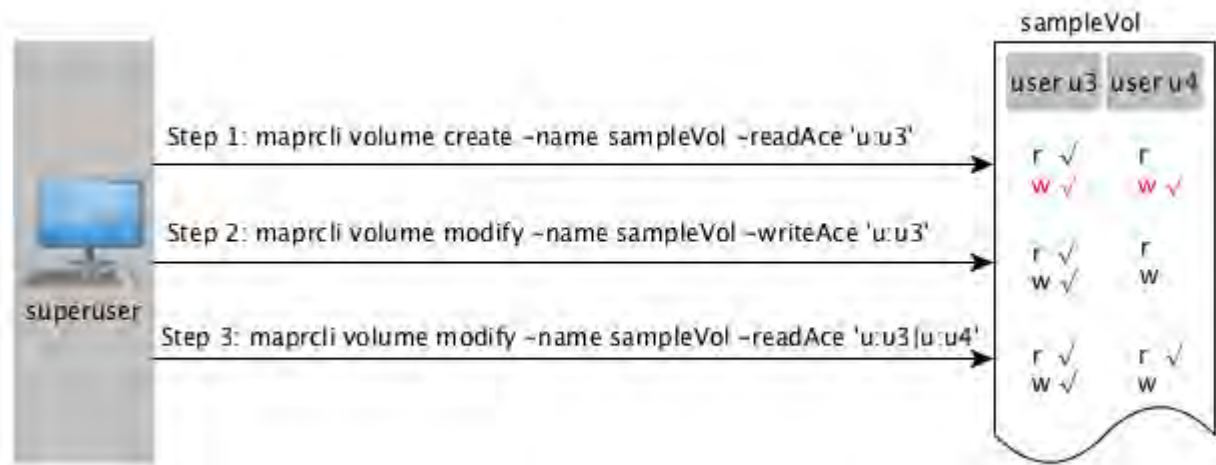 sampleVol
user u3 user u4
Step 1: maprcli volume create -name sampleVol -readAce 'u:u3'
r √ r
w √ w √
Step 2: maprcli volume modify -name sampleVol -writeAce 'u:u3'
r √ r
w √ w
superuser
Step 3: maprcli volume modify -name sampleVol -readAce 'u:u3|u:u4'
r √ r √
w √ w